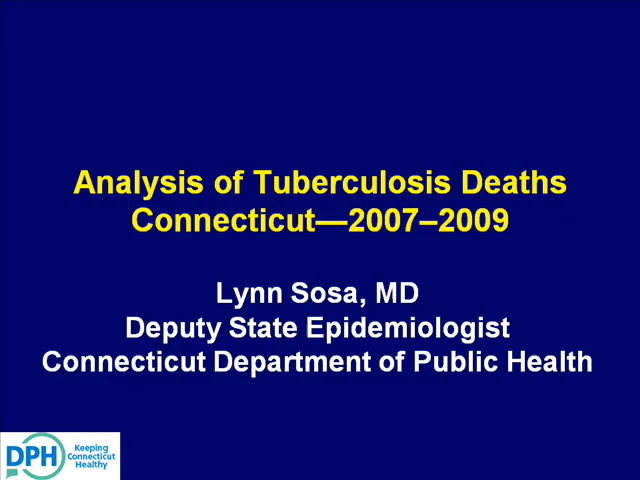 Analysis of Tuberculosis Deaths
Connecticut—2007–2009
Lynn Sosa, MD
Deputy State Epidemiologist
Connecticut Department of Public Health
DPH
Keeping
Connecticut
Healthy